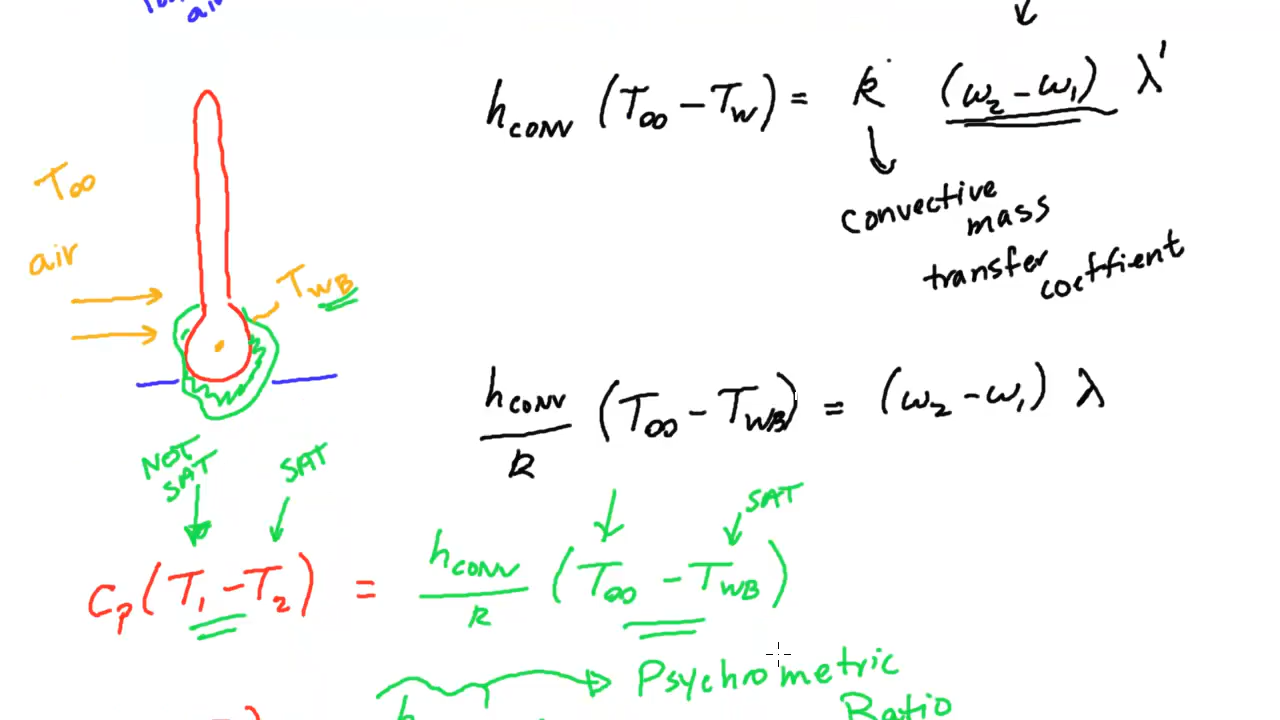 air
h_conv (T∞ - T_w) = k (ω₂ - ω₁) λ'
T∞
air
T_WB
convective
mass
transfer
coeffient
h_conv/k (T∞ - T_WB) = (ω₂ - ω₁) λ
NOT
SAT
SAT
SAT
C_p (T₁ - T₂) = h_conv/k (T∞ - T_WB)
Psychrometric
Ratio
h